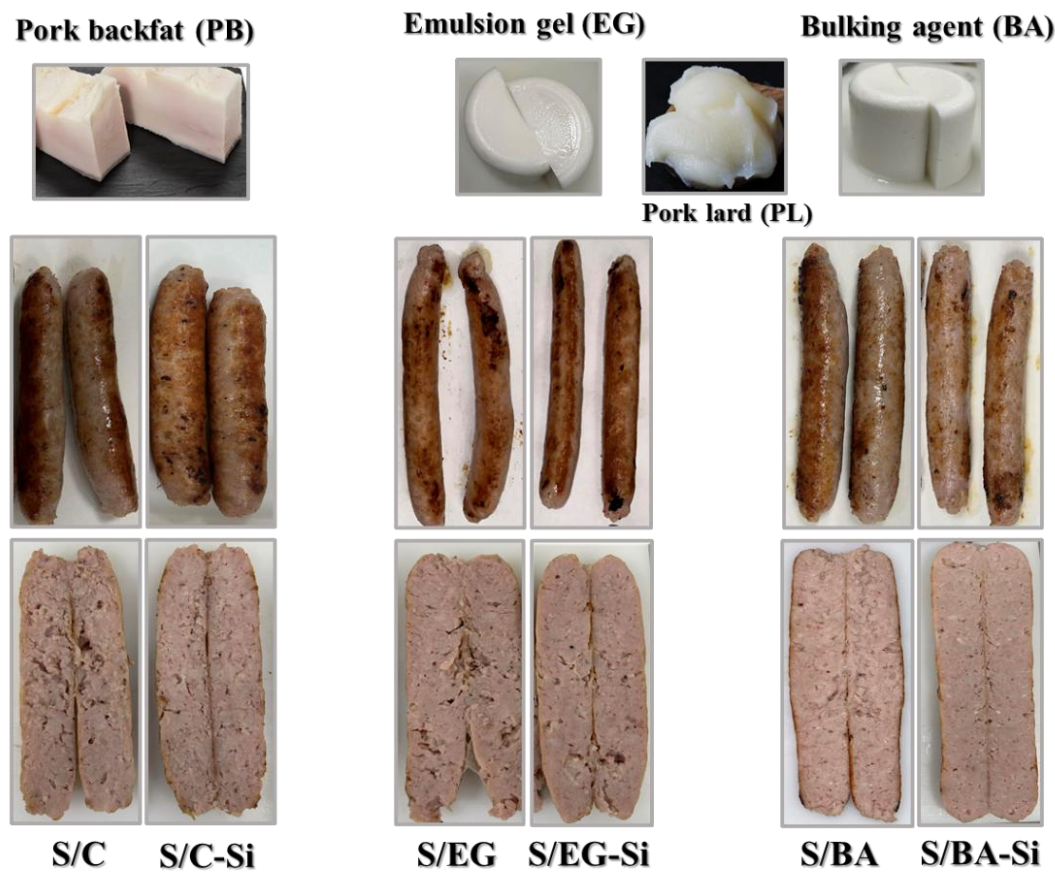 Pork backfat (PB)
Emulsion gel (EG)
Bulking agent (BA)
Pork lard (PL)
S/C
S/C-Si
S/EG
S/EG-Si
S/BA
S/BA-Si